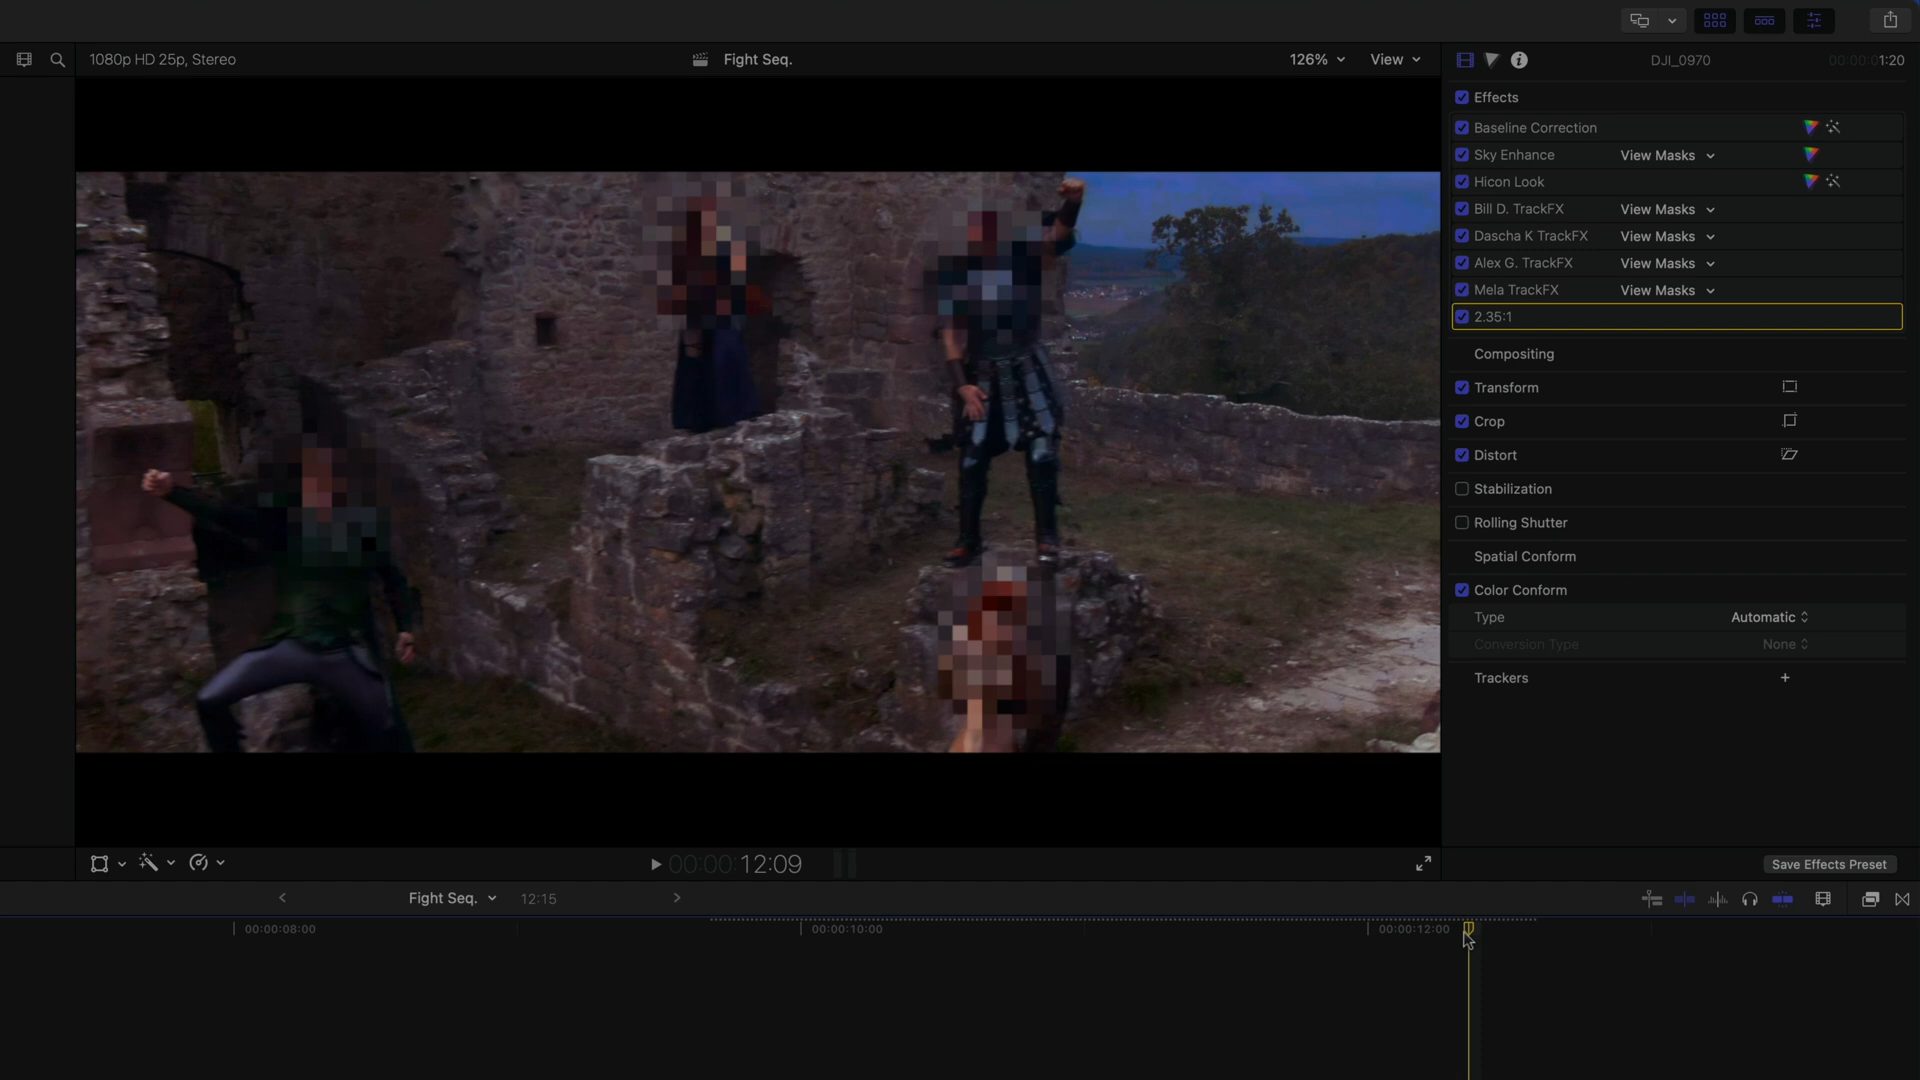 1080p HD 25p, Stereo
Fight Seq.
126%
View
DJI_0970
00:00:01:20
Effects
Baseline Correction
Sky Enhance View Masks
Hicon Look
Bill D. TrackFX View Masks
Dascha K TrackFX View Masks
Alex G. TrackFX View Masks
Mela TrackFX View Masks
2.35:1
Compositing
Transform
Crop
Distort
Stabilization
Rolling Shutter
Spatial Conform
Color Conform
Type Automatic
Conversion Type None
Trackers
00:00:12:09
Save Effects Preset
Fight Seq. 12:15
00:00:08:00
00:00:10:00
00:00:12:00